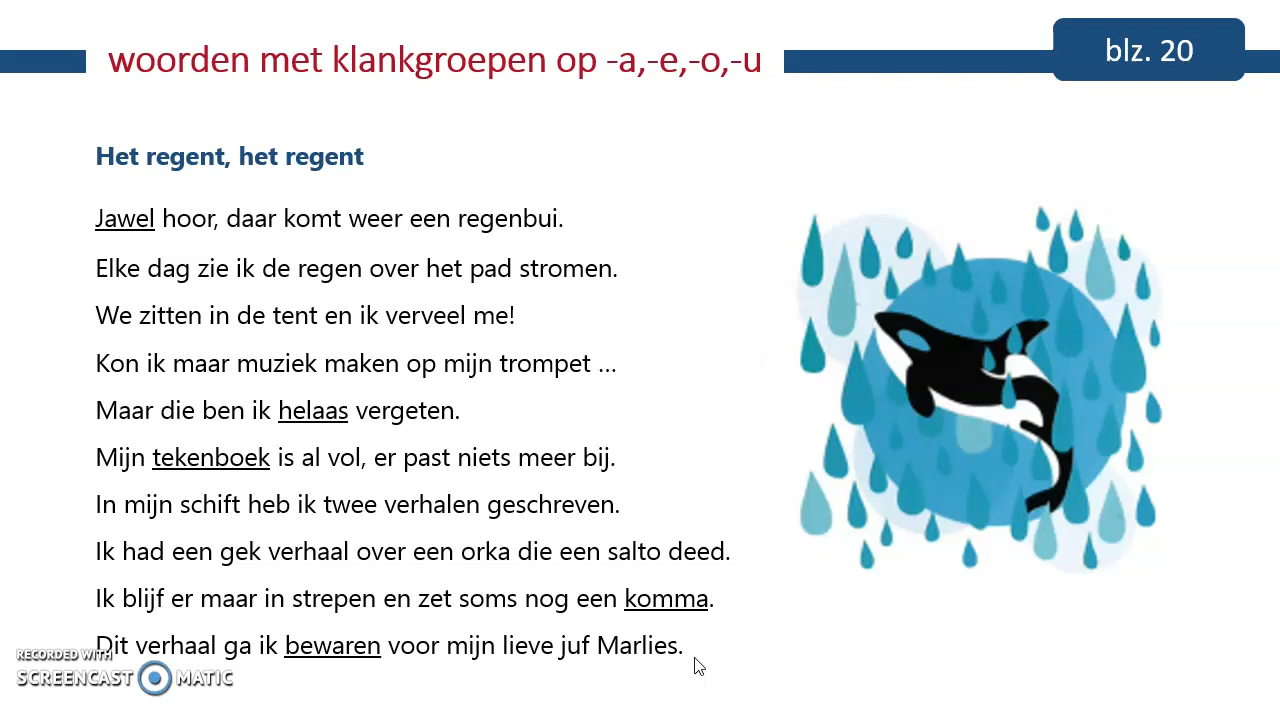 woorden met klankgroepen op -a,-e,-o,-u
blz. 20
Het regent, het regent
Jawel hoor, daar komt weer een regenbui.
Elke dag zie ik de regen over het pad stromen.
We zitten in de tent en ik verveel me!
Kon ik maar muziek maken op mijn trompet …
Maar die ben ik helaas vergeten.
Mijn tekenboek is al vol, er past niets meer bij.
In mijn schift heb ik twee verhalen geschreven.
Ik had een gek verhaal over een orka die een salto deed.
Ik blijf er maar in strepen en zet soms nog een komma.
Dit verhaal ga ik bewaren voor mijn lieve juf Marlies.
RECORDED WITH
SCREENCAST MATIC